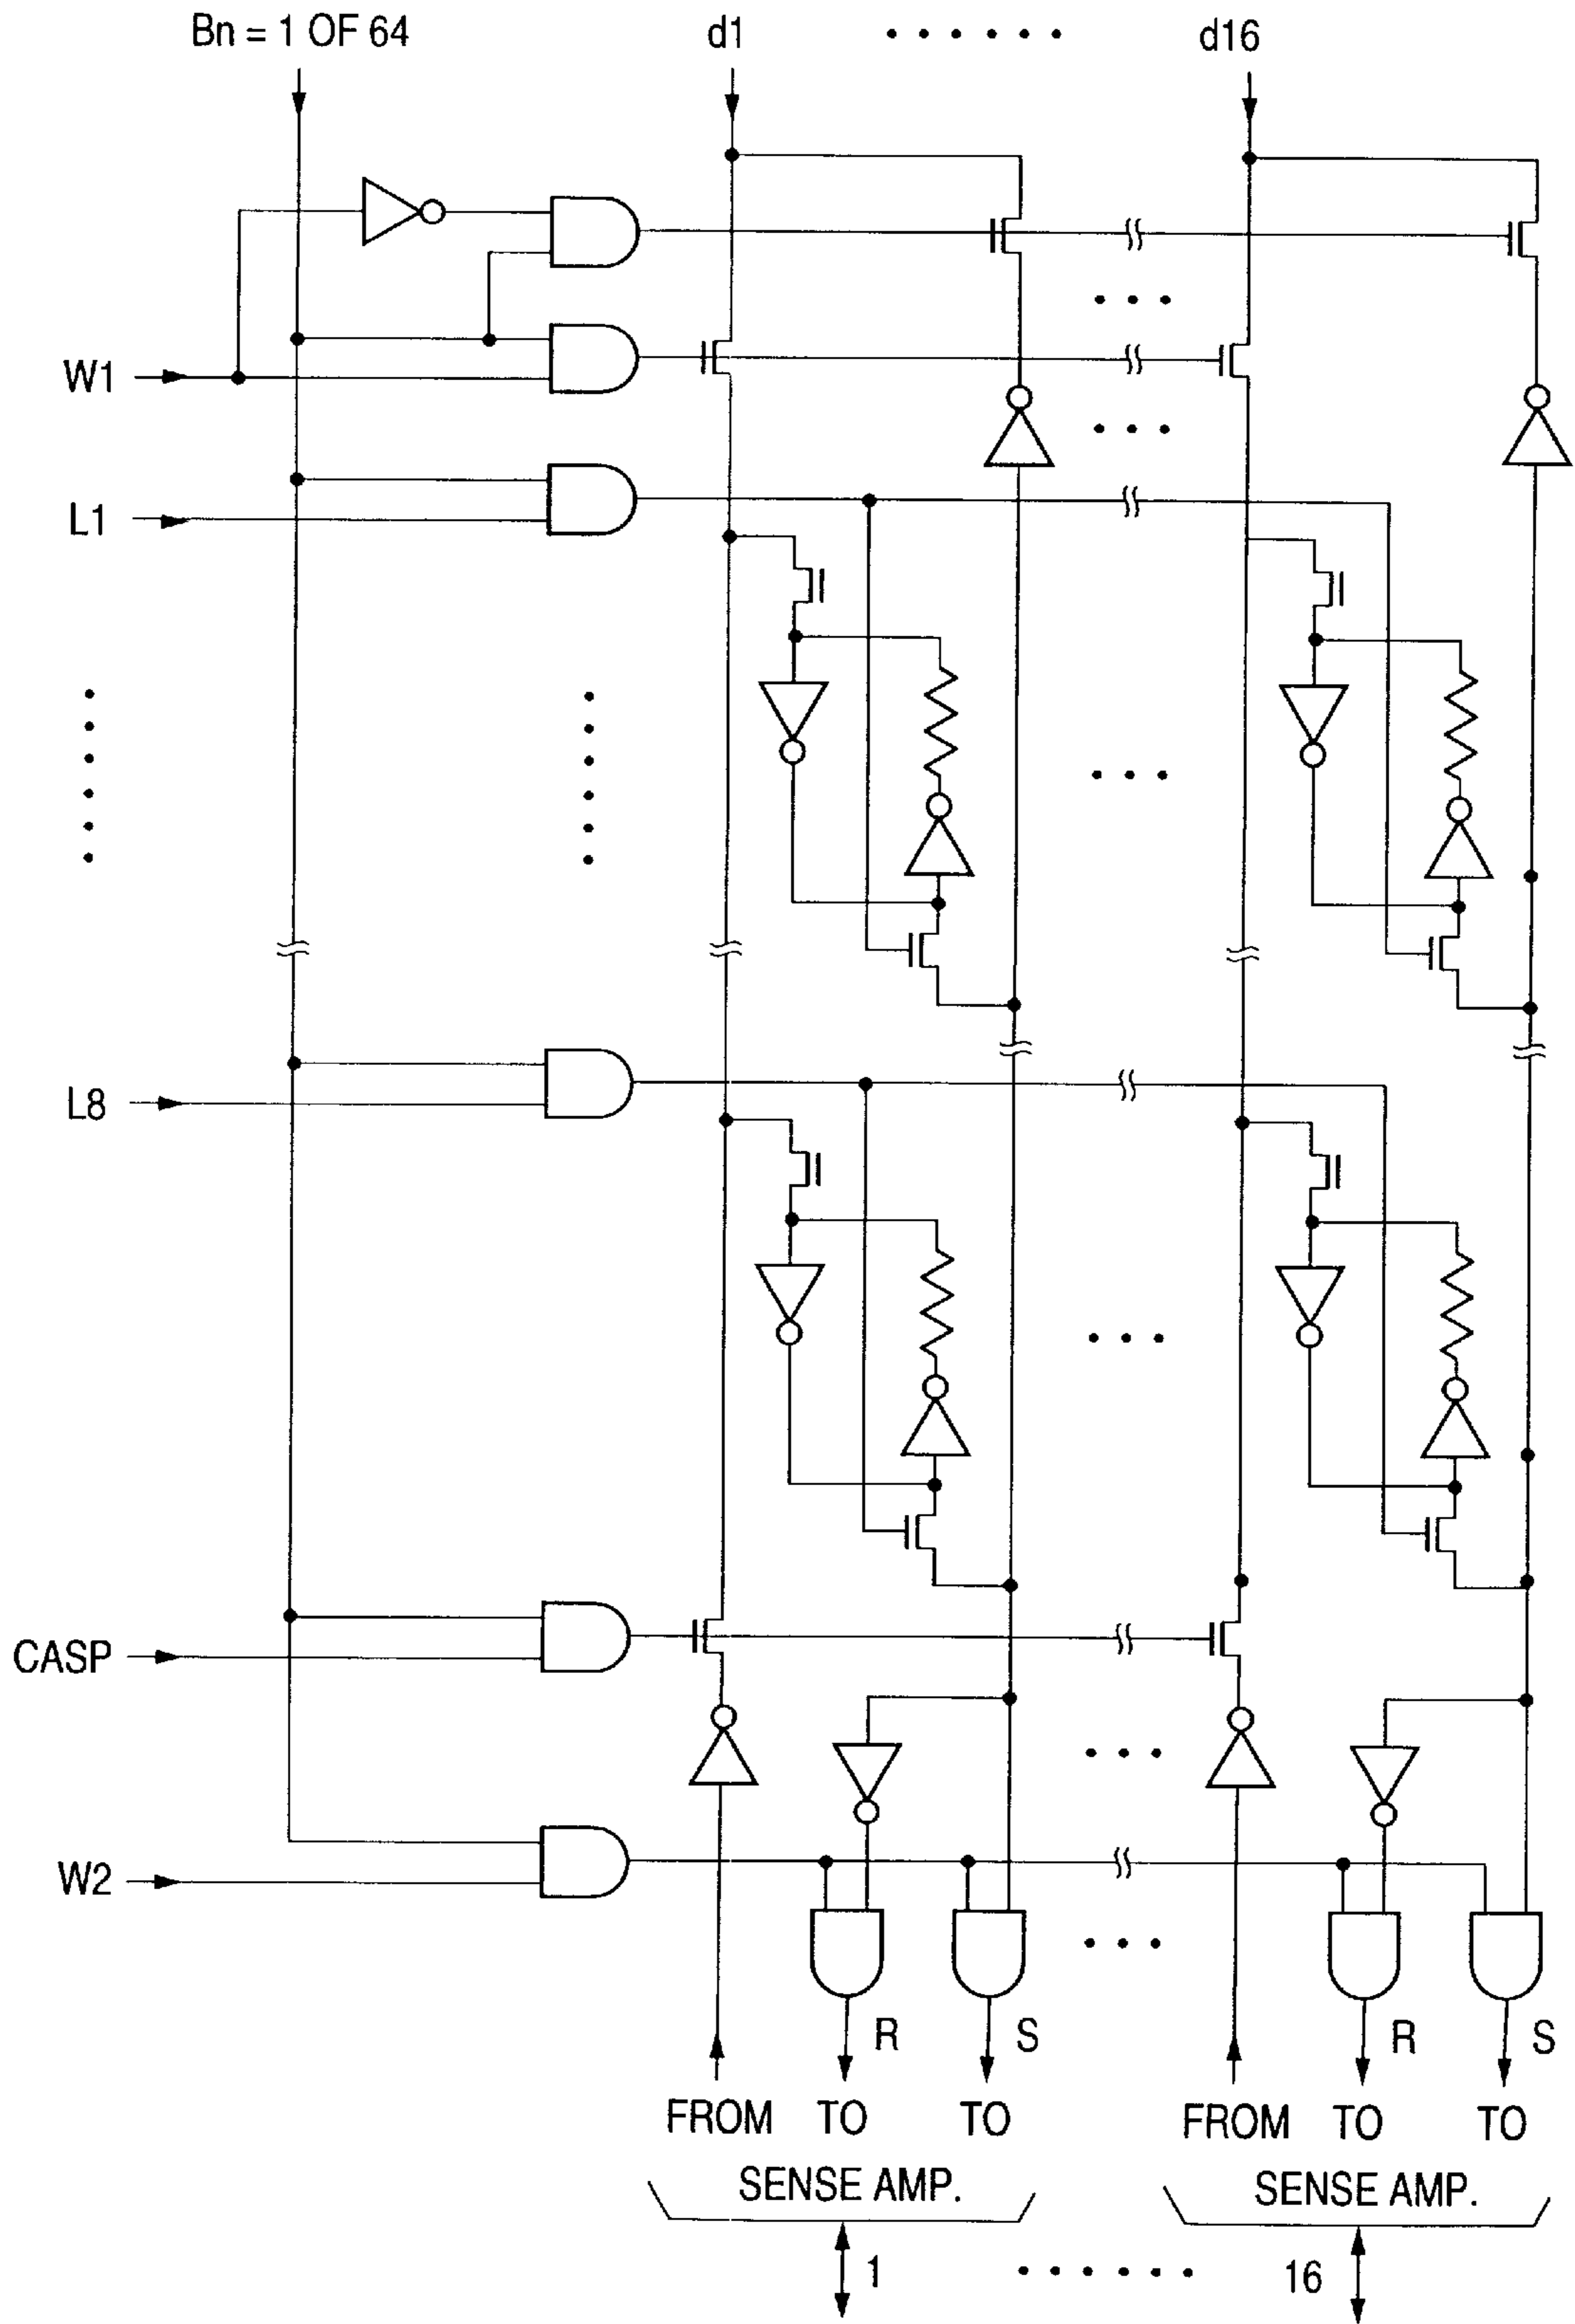 Bn = 1 OF 64
d1
d16
W1
L1
L8
CASP
W2
R
S
R
S
FROM TO TO
FROM TO TO
SENSE AMP.
SENSE AMP.
1
16